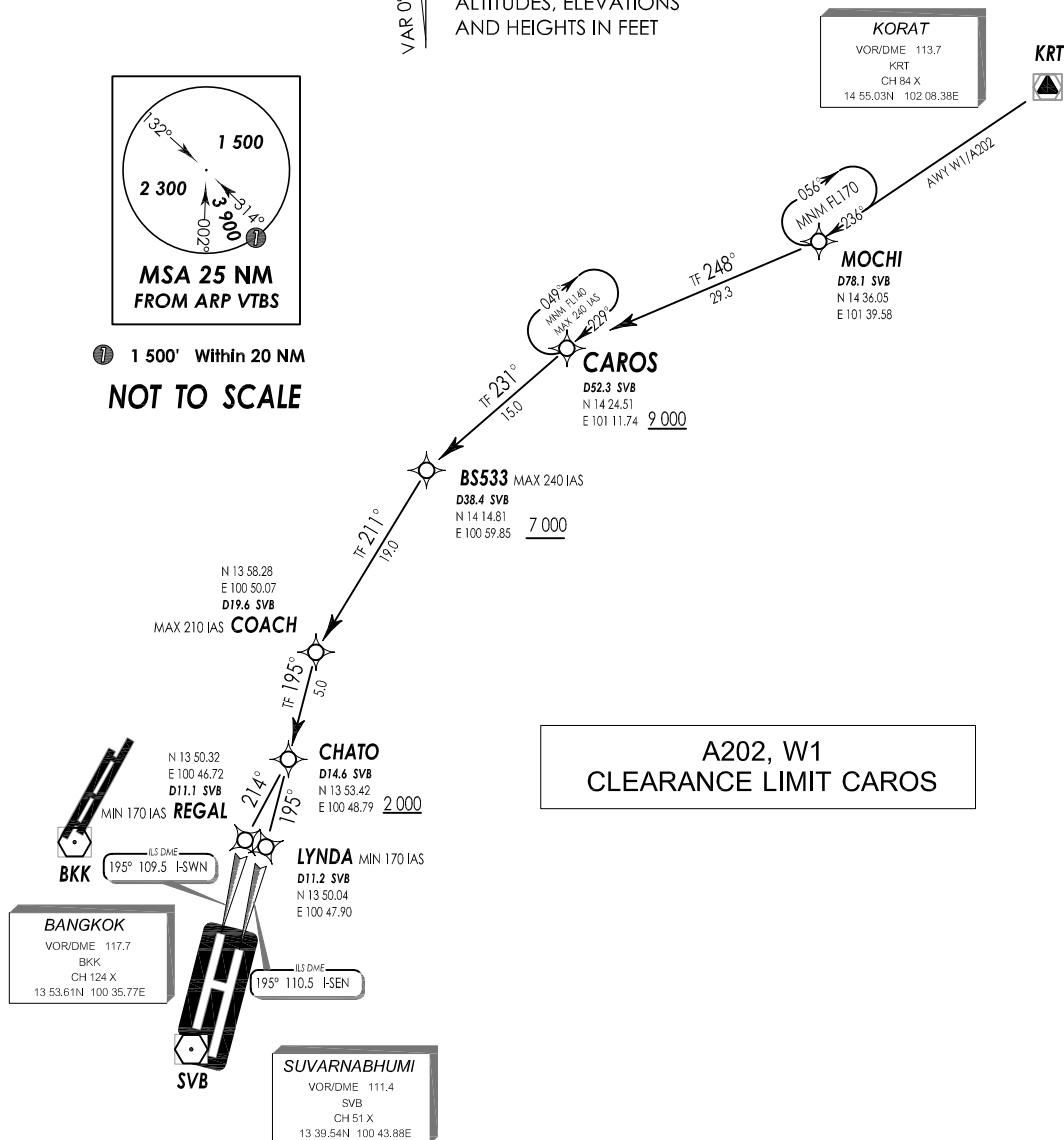 VAR 0°
ALTITUDES, ELEVATIONS
AND HEIGHTS IN FEET
KORAT
VOR/DME 113.7
KRT
CH 84 X
14 55.03N 102 08.38E
KRT
AWY W1/A202
132°
1 500
2 300
314°
3 900
002°
1
MSA 25 NM
FROM ARP VTBS
1 1 500' Within 20 NM
NOT TO SCALE
056°
MNM FL170
236°
MOCHI
D78.1 SVB
N 14 36.05
E 101 39.58
TF 248°
29.3
049°
MNM FL140
MAX 240 IAS
229°
CAROS
D52.3 SVB
N 14 24.51
E 101 11.74 9 000
TF 231°
15.0
BS533 MAX 240 IAS
D38.4 SVB
N 14 14.81
E 100 59.85 7 000
TF 211°
19.0
N 13 58.28
E 100 50.07
D19.6 SVB
MAX 210 IAS COACH
TF 195°
5.0
CHATO
D14.6 SVB
N 13 53.42
E 100 48.79 2 000
A202, W1
CLEARANCE LIMIT CAROS
N 13 50.32
E 100 46.72
D11.1 SVB
MIN 170 IAS REGAL
214°
195°
LYNDA MIN 170 IAS
D11.2 SVB
N 13 50.04
E 100 47.90
BKK
ILS DME
195° 109.5 I-SWN
BANGKOK
VOR/DME 117.7
BKK
CH 124 X
13 53.61N 100 35.77E
ILS DME
195° 110.5 I-SEN
SVB
SUVARNABHUMI
VOR/DME 111.4
SVB
CH 51 X
13 39.54N 100 43.88E